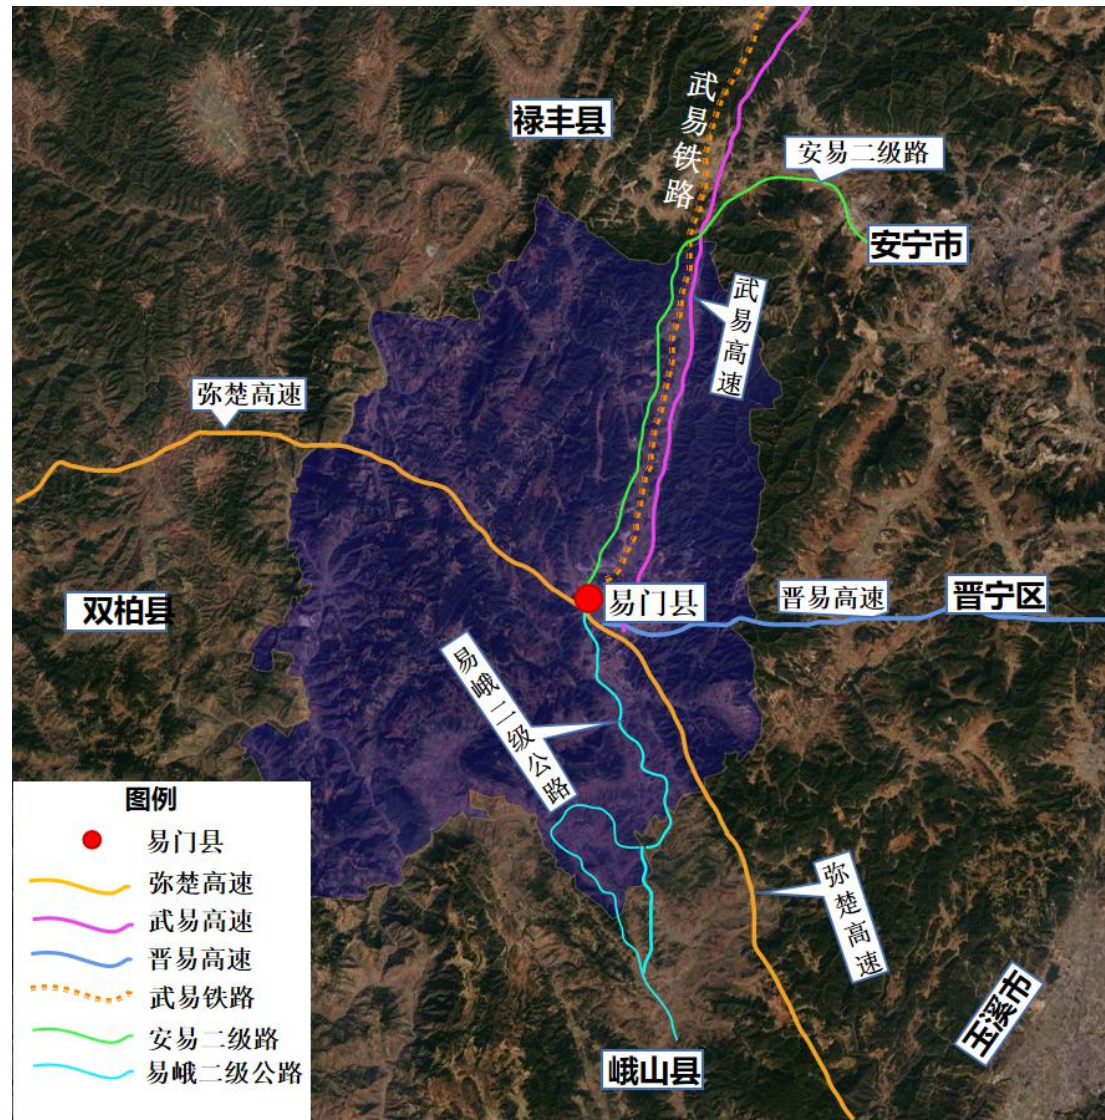 武易铁路
禄丰县
安易二级路
安宁市
武易高速
弥楚高速
双柏县
易门县
晋易高速
晋宁区
易峨二级公路
弥楚高速
玉溪市
峨山县
图例
易门县
弥楚高速
武易高速
晋易高速
武易铁路
安易二级路
易峨二级公路